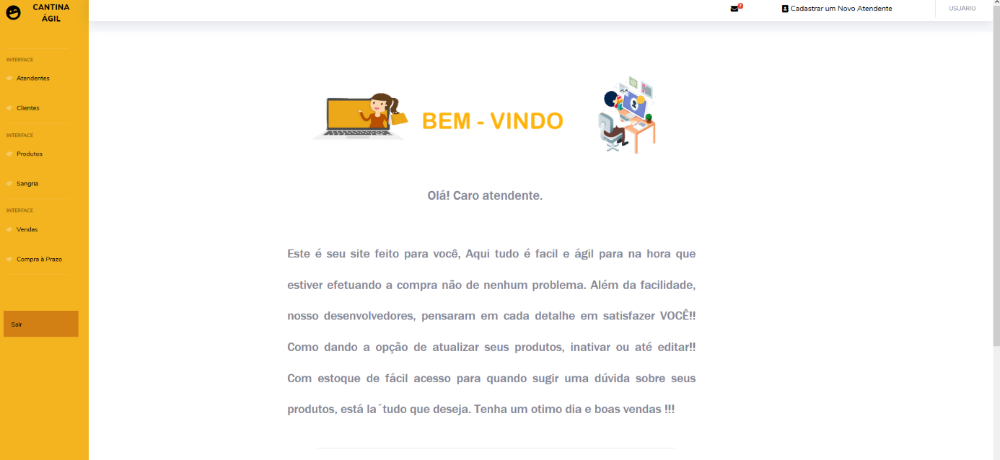 CANTINA
ÁGIL
7
Cadastrar um Novo Atendente
USUARIO
INTERFACE
Atendentes
Clientes
INTERFACE
Produtos
Sangria
INTERFACE
Vendas
Compra à Prazo
Sair
BEM - VINDO
Olá! Caro atendente.
Este é seu site feito para você, Aqui tudo é facil e ágil para na hora que
estiver efetuando a compra não de nenhum problema. Além da facilidade,
nosso desenvolvedores, pensaram em cada detalhe em satisfazer VOCÊ!!
Como dando a opção de atualizar seus produtos, inativar ou até editar!!
Com estoque de fácil acesso para quando sugir uma dúvida sobre seus
produtos, está la´tudo que deseja. Tenha um otimo dia e boas vendas !!!